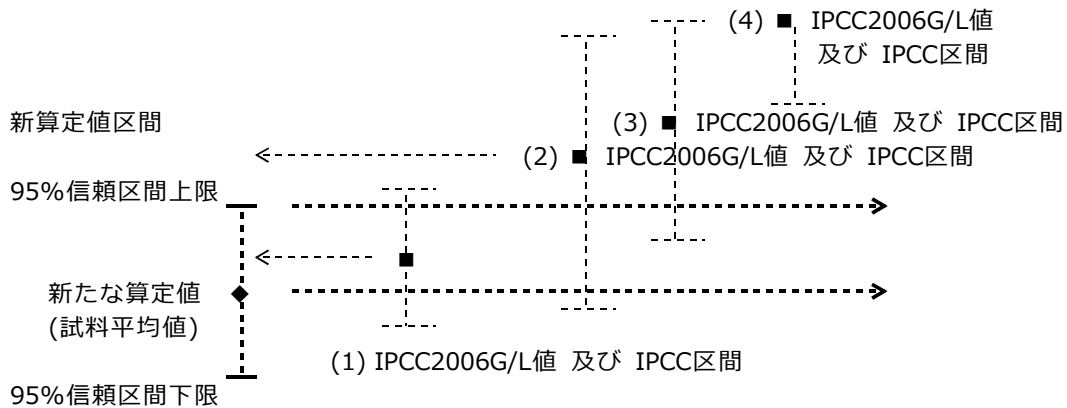 (4) ■ IPCC2006G/L値
及び IPCC区間
新算定値区間
(3) ■ IPCC2006G/L値 及び IPCC区間
(2) ■ IPCC2006G/L値 及び IPCC区間
95%信頼区間上限
新たな算定値
(試料平均値)
(1) IPCC2006G/L値 及び IPCC区間
95%信頼区間下限